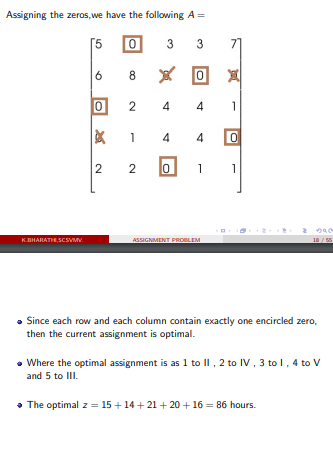 Assigning the zeros,we have the following A =
5 0 3 3 7
6 8 0 0 0
0 2 4 4 1
0 1 4 4 0
2 2 0 1 1
K.BHARATHI,SCSVMV ASSIGNMENT PROBLEM 18 / 55
Since each row and each column contain exactly one encircled zero,
then the current assignment is optimal.
Where the optimal assignment is as 1 to II , 2 to IV , 3 to I , 4 to V
and 5 to III.
The optimal z = 15 + 14 + 21 + 20 + 16 = 86 hours.